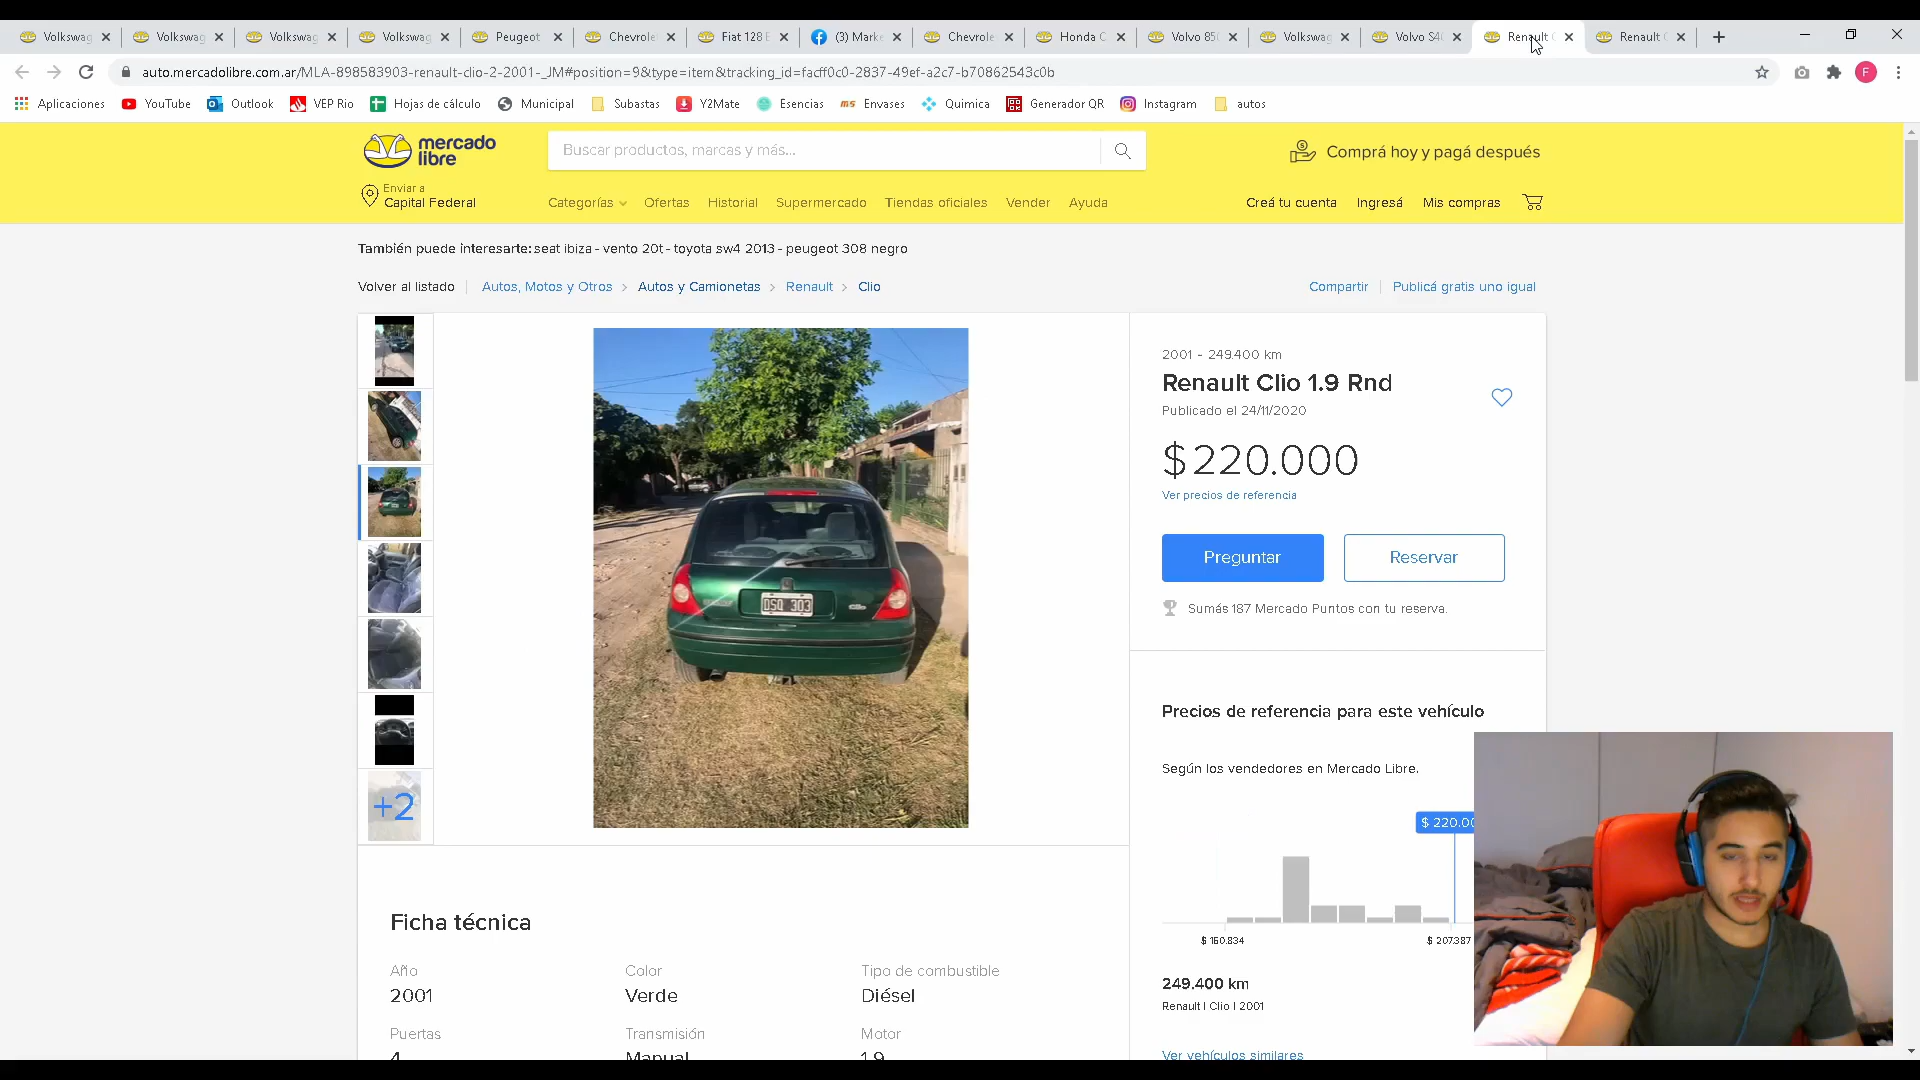 Volkswag
Volkswag
Volkswag
Volkswag
Peugeot
Chevrole
Fiat 128 E
(3) Marke
Chevrole
Honda C
Volvo 850
Volkswag
Volvo S40
Renault C
Renault C
auto.mercadolibre.com.ar/MLA-898583903-renault-clio-2-2001-_JM#position=9&type=item&tracking_id=facff0c0-2837-49ef-a2c7-b70862543c0b
F
Aplicaciones
YouTube
Outlook
VEP Rio
Hojas de cálculo
Municipal
Subastas
Y2Mate
Esencias
Envases
Quimica
Generador QR
Instagram
autos
mercado
libre
Buscar productos, marcas y más...
Comprá hoy y pagá después
Enviar a
Capital Federal
Categorías
Ofertas
Historial
Supermercado
Tiendas oficiales
Vender
Ayuda
Creá tu cuenta
Ingresá
Mis compras
También puede interesarte: seat ibiza - vento 20t - toyota sw4 2013 - peugeot 308 negro
Volver al listado
Autos, Motos y Otros
Autos y Camionetas
Renault
Clio
Compartir
Publicá gratis uno igual
2001 - 249.400 km
Renault Clio 1.9 Rnd
Publicado el 24/11/2020
$ 220.000
Ver precios de referencia
Preguntar
Reservar
Sumás 187 Mercado Puntos con tu reserva.
DSQ 303
clio
+2
Precios de referencia para este vehículo
Según los vendedores en Mercado Libre.
$ 220.00
$ 160.834
$ 207.387
249.400 km
Renault | Clio | 2001
Ver vehículos similares
Ficha técnica
Año
2001
Color
Verde
Tipo de combustible
Diésel
Puertas
4
Transmisión
Manual
Motor
1.9